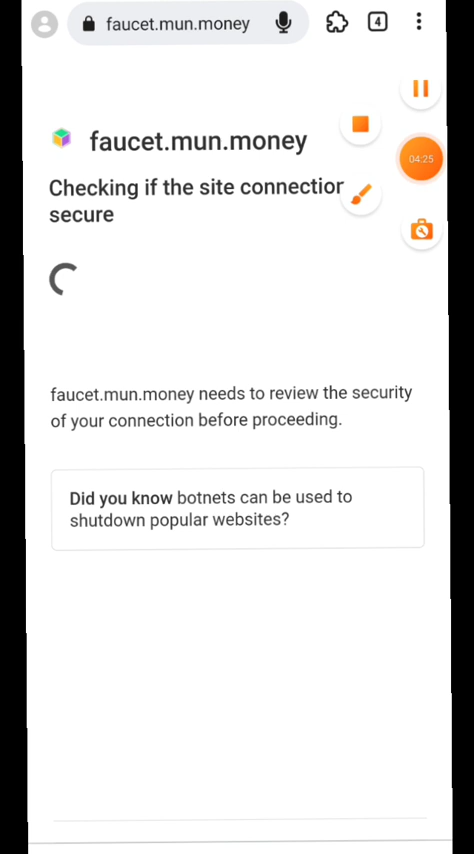 faucet.mun.money
4
faucet.mun.money
04:25
Checking if the site connection
secure
faucet.mun.money needs to review the security
of your connection before proceeding.
Did you know botnets can be used to
shutdown popular websites?